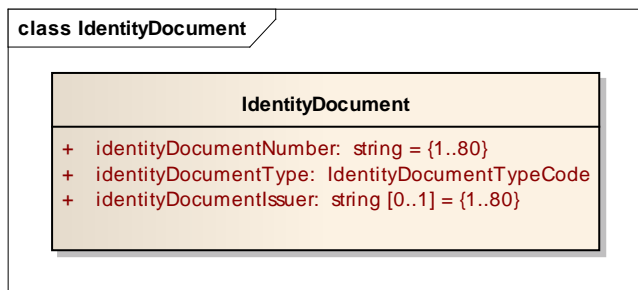 class IdentityDocument
IdentityDocument
+ identityDocumentNumber: string = {1..80}
+ identityDocumentType: IdentityDocumentTypeCode
+ identityDocumentIssuer: string [0..1] = {1..80}